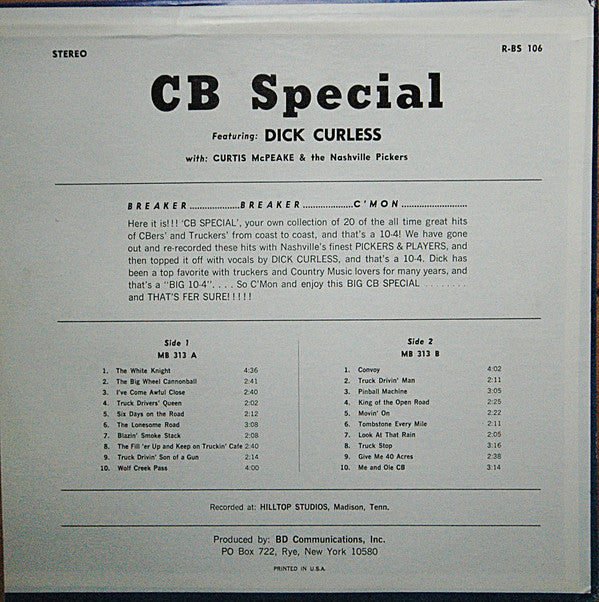 STEREO
R-BS 106
CB Special
Featuring: DICK CURLESS
with: CURTIS McPEAKE & the Nashville Pickers
BREAKER....................BREAKER....................C'MON..........................
Here it is!!! 'CB SPECIAL', your own collection of 20 of the all time great hits
of CBers' and Truckers' from coast to coast, and that's a 10-4! We have gone
out and re-recorded these hits with Nashville's finest PICKERS & PLAYERS, and
then topped it off with vocals by DICK CURLESS, and that's a 10-4. Dick has
been a top favorite with truckers and Country Music lovers for many years, and
that's a "BIG 10-4". . . . So C'Mon and enjoy this BIG CB SPECIAL . . . . . . . .
and THAT'S FER SURE! ! ! ! !
Side 1
MB 313 A
1. The White Knight 4:36
2. The Big Wheel Cannonball 2:41
3. I've Come Awful Close 2:40
4. Truck Drivers' Queen 2:02
5. Six Days on the Road 2:12
6. The Lonesome Road 3:08
7. Blazin' Smoke Stack 2:08
8. The Fill 'er Up and Keep on Truckin' Cafe 2:40
9. Truck Drivin' Son of a Gun 2:14
10. Wolf Creek Pass 4:00
Side 2
MB 313 B
1. Convoy 4:02
2. Truck Drivin' Man 2:11
3. Pinball Machine 3:05
4. King of the Open Road 2:25
5. Movin' On 2:22
6. Tombstone Every Mile 2:11
7. Look At That Rain 2:05
8. Truck Stop 3:16
9. Give Me 40 Acres 2:38
10. Me and Ole CB 3:14
Recorded at: HILLTOP STUDIOS, Madison, Tenn.
Produced by: BD Communications, Inc.
PO Box 722, Rye, New York 10580
PRINTED IN U.S.A.